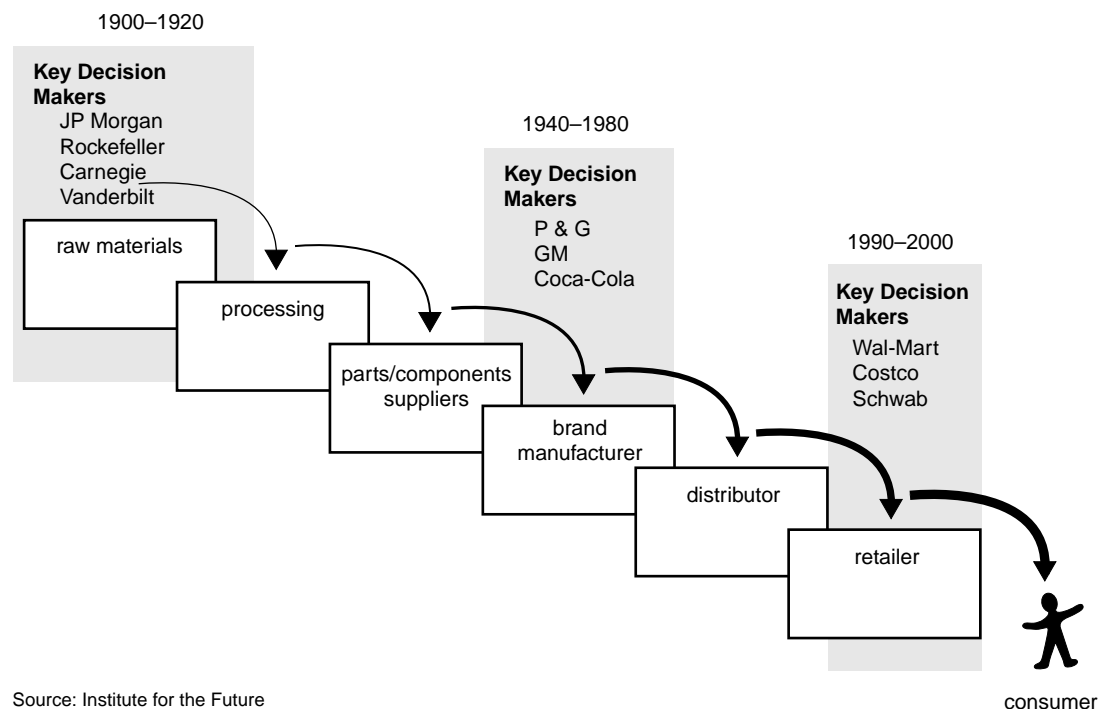 1900–1920
Key Decision
Makers
JP Morgan
Rockefeller
Carnegie
Vanderbilt
raw materials
processing
parts/components
suppliers
1940–1980
Key Decision
Makers
P & G
GM
Coca-Cola
brand
manufacturer
distributor
1990–2000
Key Decision
Makers
Wal-Mart
Costco
Schwab
retailer
consumer
Source: Institute for the Future